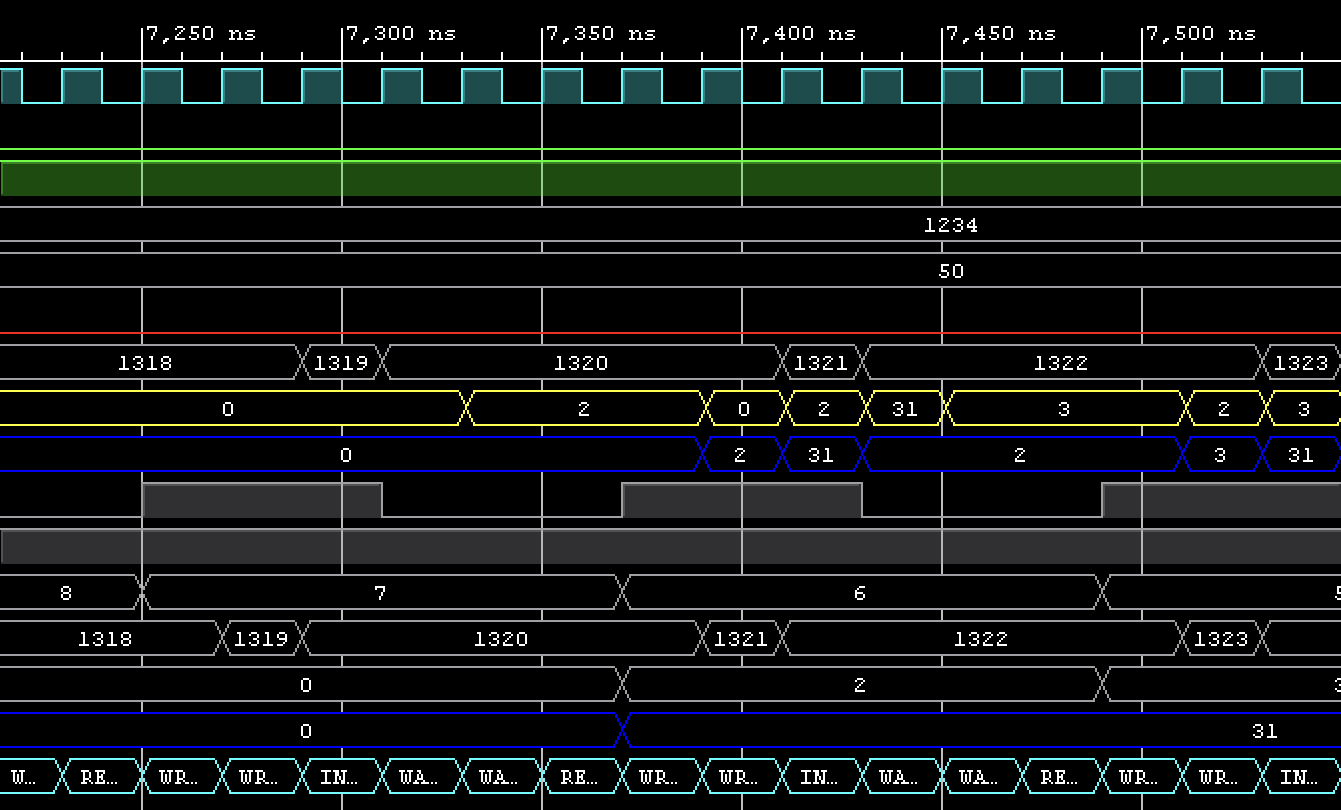 7,250 ns 7,300 ns 7,350 ns 7,400 ns 7,450 ns 7,500 ns
1234
50
1318 1319 1320 1321 1322 1323
0 2 0 2 31 3 2 3
0 2 31 2 3 31
8 7 6
1318 1319 1320 1321 1322 1323
0 2
0 31
W… RE… WR… WR… IN… WA… WA… RE… WR… WR… IN… WA… WA… RE… WR… WR… IN…